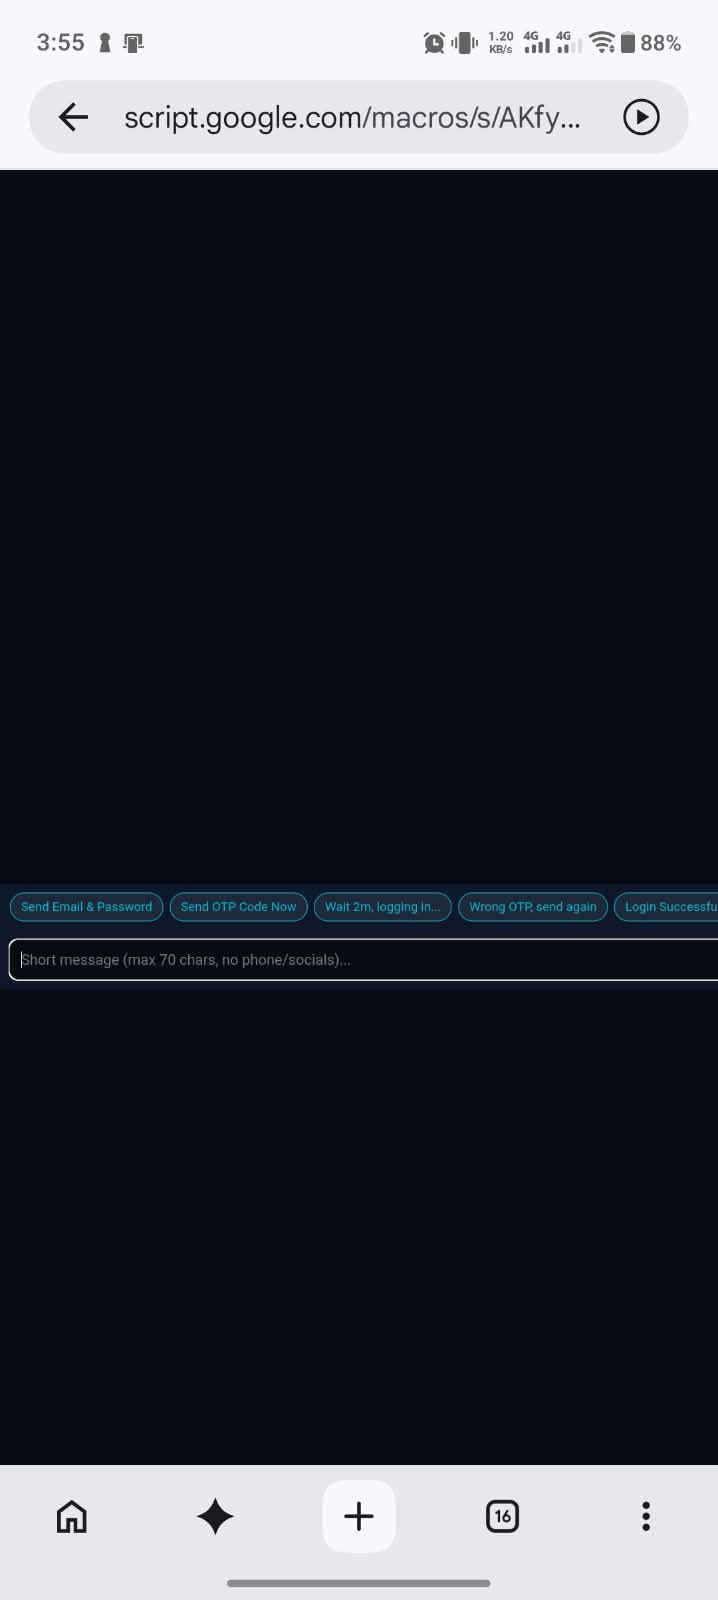 3:55 1.20 KB/s 4G 4G 88%
script.google.com/macros/s/AKfy...
Send Email & Password Send OTP Code Now Wait 2m, logging in... Wrong OTP, send again Login Successfu
Short message (max 70 chars, no phone/socials)...
16